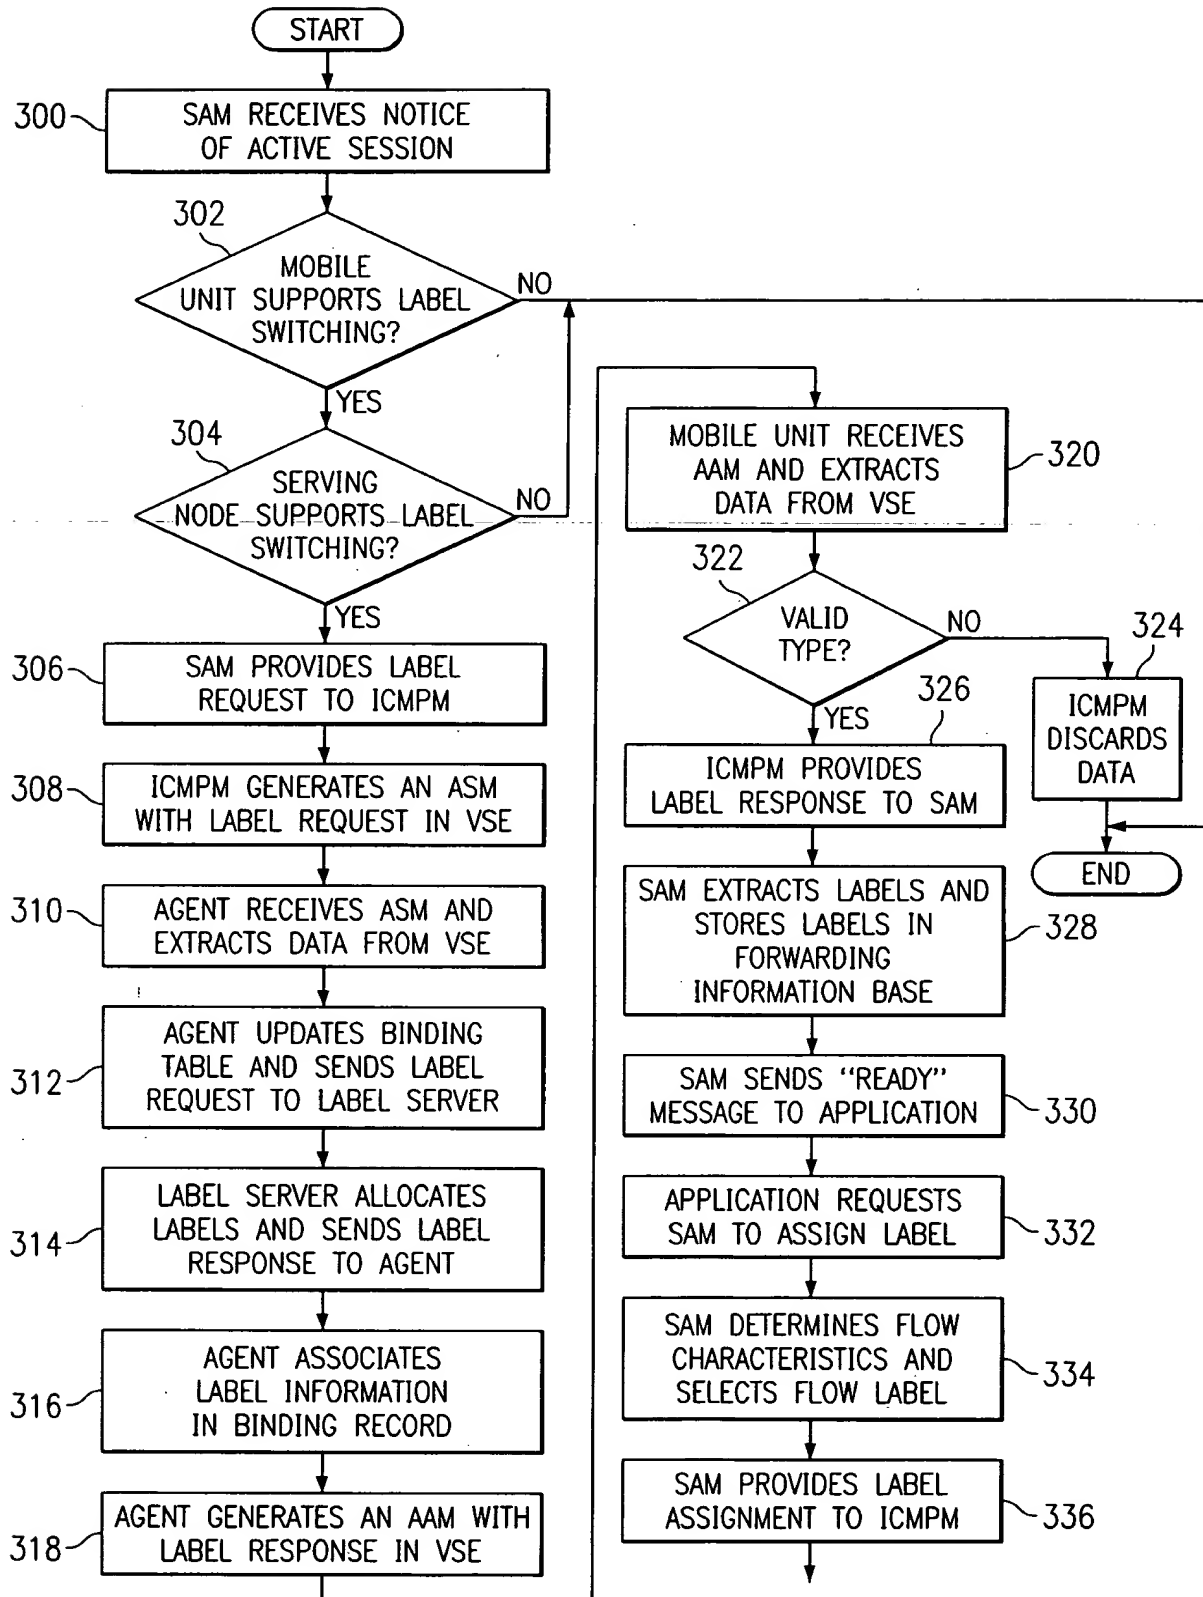 START
300
SAM RECEIVES NOTICE
OF ACTIVE SESSION
302
MOBILE
UNIT SUPPORTS LABEL
SWITCHING?
NO
YES
304
SERVING
NODE SUPPORTS LABEL
SWITCHING?
NO
YES
306
SAM PROVIDES LABEL
REQUEST TO ICMPM
308
ICMPM GENERATES AN ASM
WITH LABEL REQUEST IN VSE
310
AGENT RECEIVES ASM AND
EXTRACTS DATA FROM VSE
312
AGENT UPDATES BINDING
TABLE AND SENDS LABEL
REQUEST TO LABEL SERVER
314
LABEL SERVER ALLOCATES
LABELS AND SENDS LABEL
RESPONSE TO AGENT
316
AGENT ASSOCIATES
LABEL INFORMATION
IN BINDING RECORD
318
AGENT GENERATES AN AAM WITH
LABEL RESPONSE IN VSE
MOBILE UNIT RECEIVES
AAM AND EXTRACTS
DATA FROM VSE
320
322
VALID
TYPE?
NO
YES
324
ICMPM
DISCARDS
DATA
END
326
ICMPM PROVIDES
LABEL RESPONSE TO SAM
SAM EXTRACTS LABELS AND
STORES LABELS IN
FORWARDING
INFORMATION BASE
328
SAM SENDS “READY”
MESSAGE TO APPLICATION
330
APPLICATION REQUESTS
SAM TO ASSIGN LABEL
332
SAM DETERMINES FLOW
CHARACTERISTICS AND
SELECTS FLOW LABEL
334
SAM PROVIDES LABEL
ASSIGNMENT TO ICMPM
336